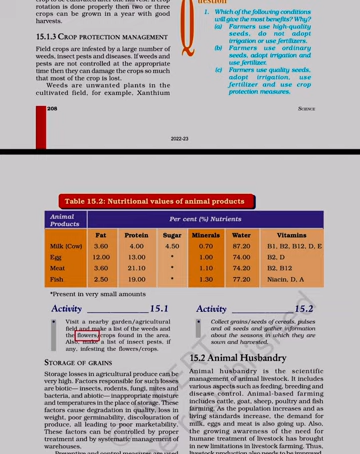 rotation is done properly then two or three
crops can be grown in a year with good
harvests.
15.1.3 CROP PROTECTION MANAGEMENT
Field crops are infested by a large number of
weeds, insect pests and diseases. If weeds and
pests are not controlled at the appropriate
time then they can damage the crops so much
that most of the crop is lost.
Weeds are unwanted plants in the
cultivated field, for example, Xanthium
208
Question
1. Which of the following conditions
will give the most benefits? Why?
(a) Farmers use high-quality
seeds, do not adopt
irrigation or use fertilizers.
(b) Farmers use ordinary
seeds, adopt irrigation and
use fertilizer.
(c) Farmers use quality seeds,
adopt irrigation, use
fertilizer and use crop
protection measures.
SCIENCE
2022-23
Table 15.2: Nutritional values of animal products
Animal Products Per cent (%) Nutrients
Fat Protein Sugar Minerals Water Vitamins
Milk (Cow) 3.60 4.00 4.50 0.70 87.20 B1, B2, B12, D, E
Egg 12.00 13.00 * 1.00 74.00 B2, D
Meat 3.60 21.10 * 1.10 74.20 B2, B12
Fish 2.50 19.00 * 1.30 77.20 Niacin, D, A
*Present in very small amounts
Activity 15.1
• Visit a nearby garden/agricultural
field and make a list of the weeds and
the flowers/crops found in the area.
Also, make a list of insect pests, if
any, infesting the flowers/crops.
STORAGE OF GRAINS
Storage losses in agricultural produce can be
very high. Factors responsible for such losses
are biotic— insects, rodents, fungi, mites and
bacteria, and abiotic— inappropriate moisture
and temperatures in the place of storage. These
factors cause degradation in quality, loss in
weight, poor germinability, discolouration of
produce, all leading to poor marketability.
These factors can be controlled by proper
treatment and by systematic management of
warehouses.
Preventive and control measures are used
Activity 15.2
• Collect grains/seeds of cereals, pulses
and oil seeds and gather information
about the seasons in which they are
sown and harvested.
15.2 Animal Husbandry
Animal husbandry is the scientific
management of animal livestock. It includes
various aspects such as feeding, breeding and
disease control. Animal-based farming
includes cattle, goat, sheep, poultry and fish
farming. As the population increases and as
living standards increase, the demand for
milk, eggs and meat is also going up. Also,
the growing awareness of the need for
humane treatment of livestock has brought
in new limitations in livestock farming. Thus,
livestock production also needs to be improved.